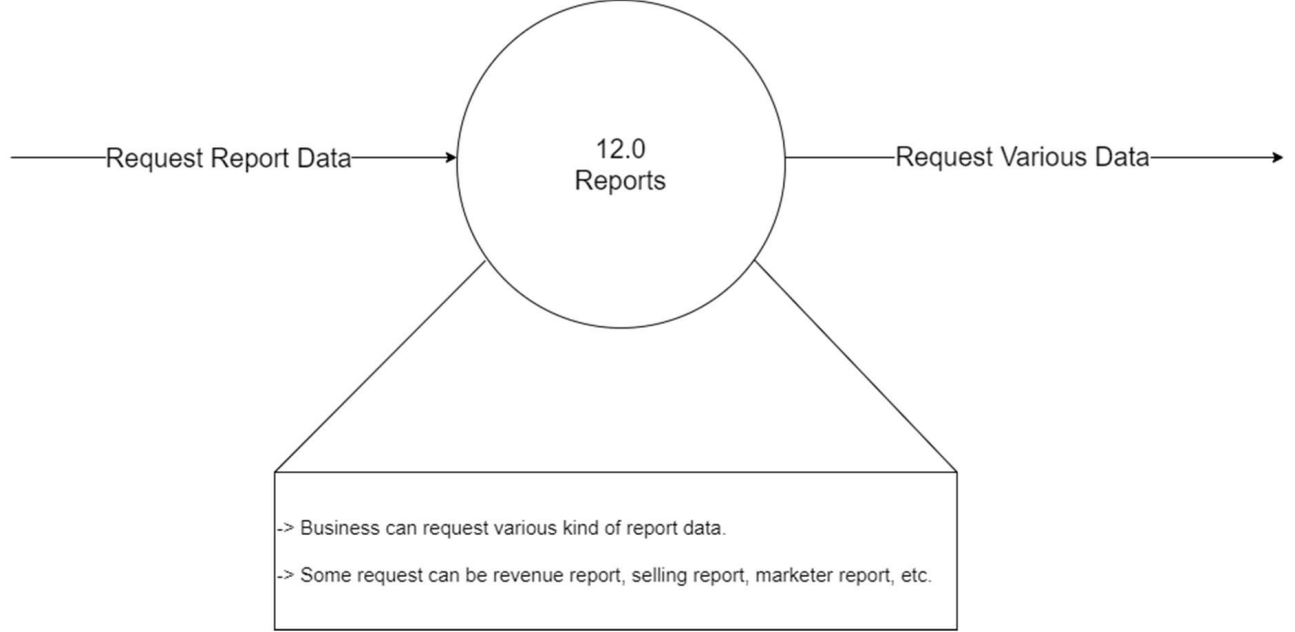 Request Report Data
12.0
Reports
Request Various Data
-> Business can request various kind of report data.
-> Some request can be revenue report, selling report, marketer report, etc.